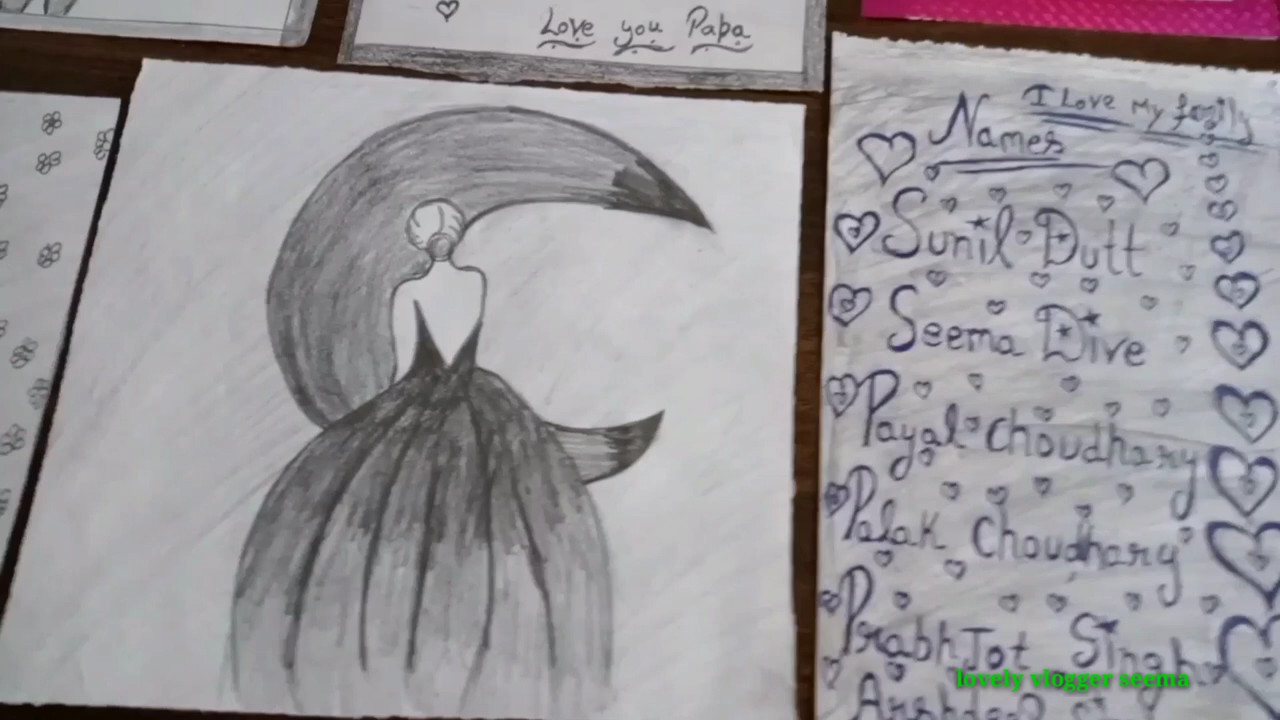 Love you Papa
I Love My family
Names
Sunil Dutt
Seema Dive
Payal Choudhary
Palak Choudhary
PrabhJot Singh
lovely vlogger seema